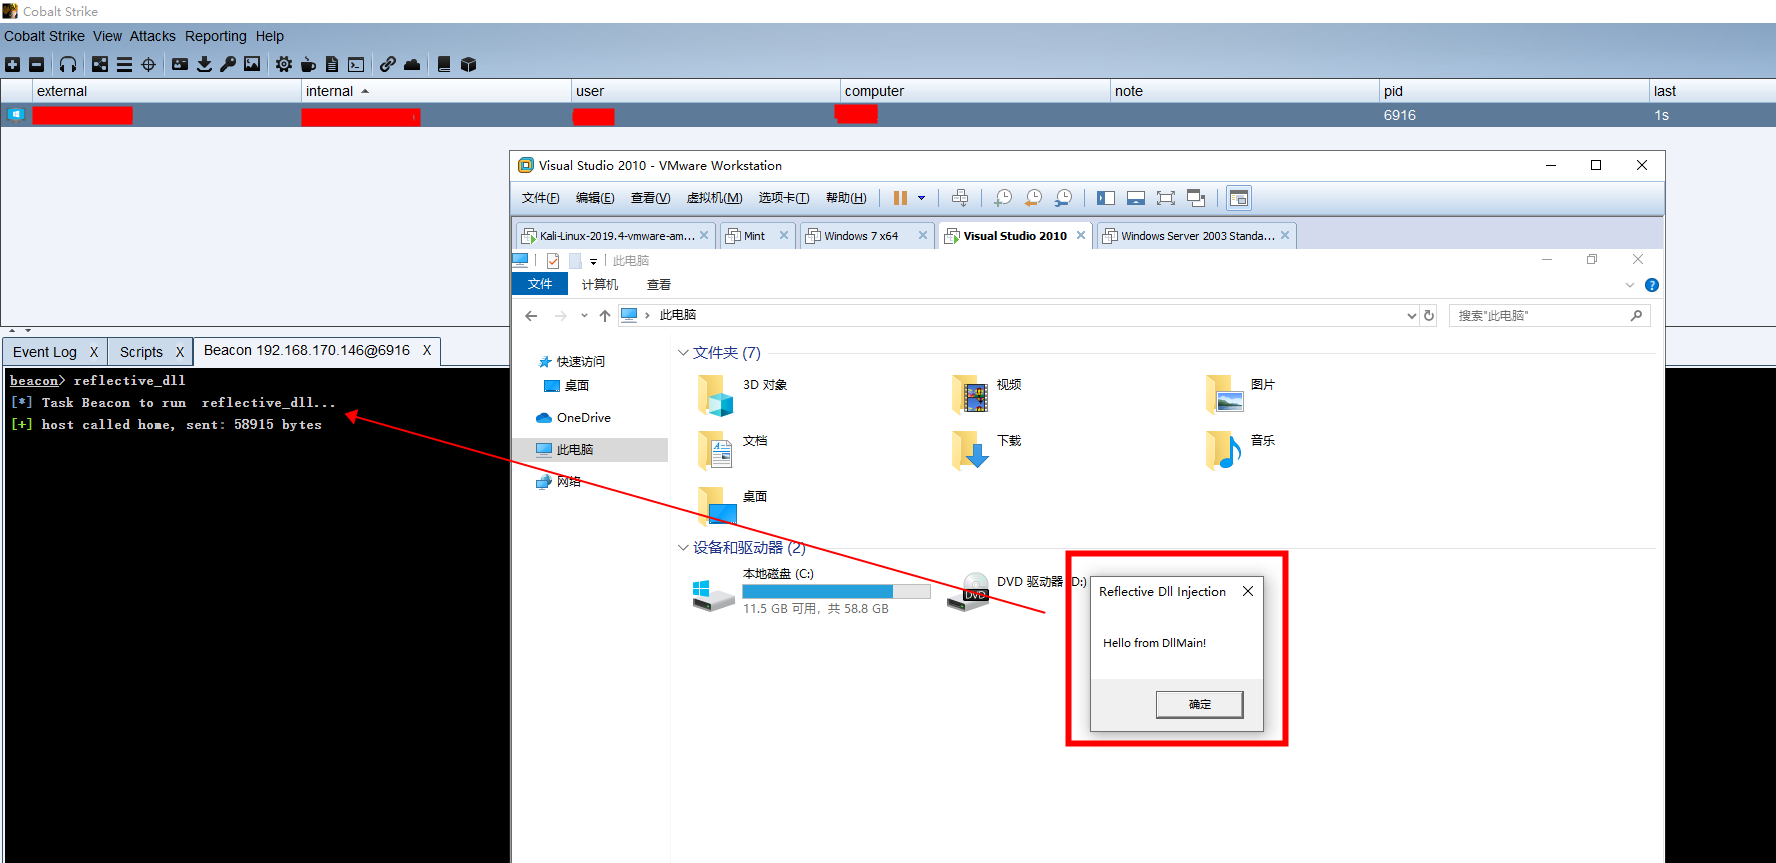 Cobalt Strike
Cobalt Strike View Attacks Reporting Help
external internal user computer note pid last
6916 1s
Visual Studio 2010 - VMware Workstation
文件(F) 编辑(E) 查看(V) 虚拟机(M) 选项卡(T) 帮助(H)
Kali-Linux-2019.4-vmware-am... Mint Windows 7 x64 Visual Studio 2010 Windows Server 2003 Standa...
此电脑
文件 计算机 查看
此电脑 搜索"此电脑"
Event Log X Scripts X Beacon 192.168.170.146@6916 X
beacon> reflective_dll
[*] Task Beacon to run reflective_dll...
[+] host called home, sent: 58915 bytes
快速访问
桌面
OneDrive
此电脑
网络
文件夹 (7)
3D 对象 视频 图片
文档 下载 音乐
桌面
设备和驱动器 (2)
本地磁盘 (C:)
11.5 GB 可用，共 58.8 GB
DVD 驱动器 (D:)
DVD
Reflective Dll Injection
Hello from DllMain!
确定